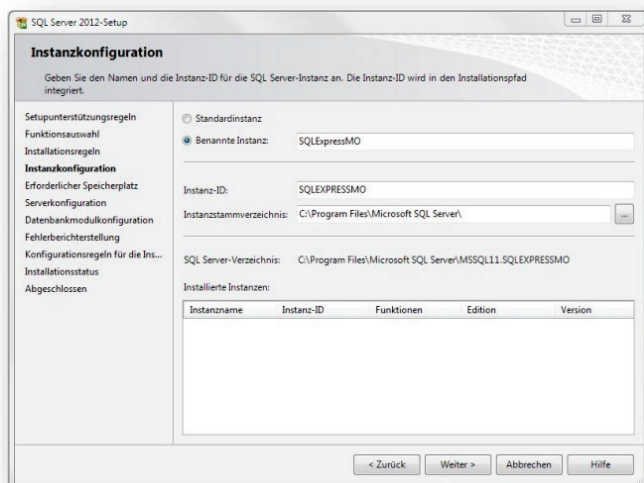 SQL Server 2012-Setup
Instanzkonfiguration
Geben Sie den Namen und die Instanz-ID für die SQL Server-Instanz an. Die Instanz-ID wird in den Installationspfad
integriert.
Setupunterstützungsregeln
Funktionsauswahl
Installationsregeln
Instanzkonfiguration
Erforderlicher Speicherplatz
Serverkonfiguration
Datenbankmodulkonfiguration
Fehlerberichterstellung
Konfigurationsregeln für die Ins...
Installationsstatus
Abgeschlossen
Standardinstanz
Benannte Instanz: SQLExpressMO
Instanz-ID: SQLEXPRESSMO
Instanzstammverzeichnis: C:\Program Files\Microsoft SQL Server\ ...
SQL Server-Verzeichnis: C:\Program Files\Microsoft SQL Server\MSSQL11.SQLEXPRESSMO
Installierte Instanzen:
Instanzname Instanz-ID Funktionen Edition Version
< Zurück Weiter > Abbrechen Hilfe